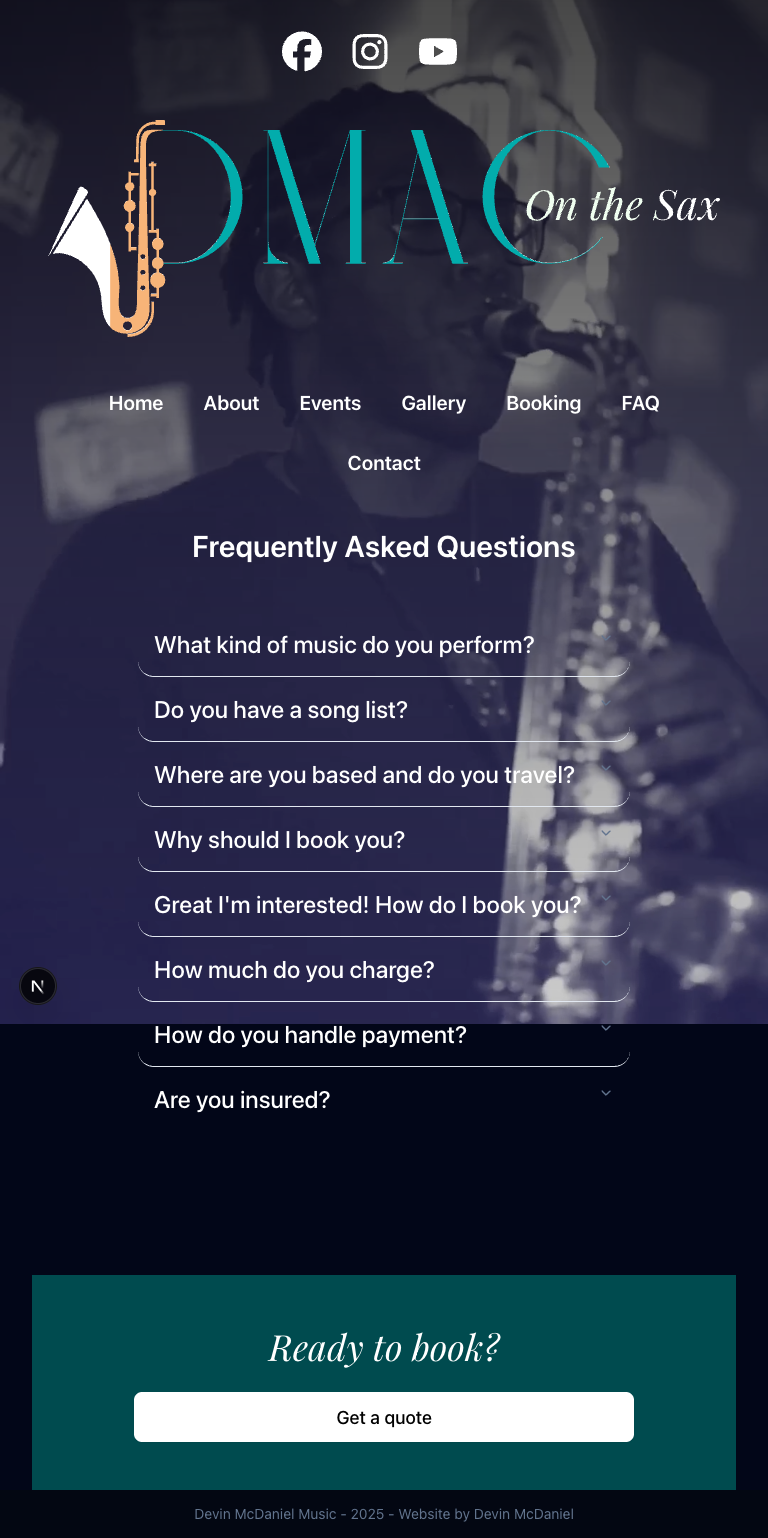 DMAC
On the Sax
Home About Events Gallery Booking FAQ
Contact
Frequently Asked Questions
What kind of music do you perform?
Do you have a song list?
Where are you based and do you travel?
Why should I book you?
Great I'm interested! How do I book you?
How much do you charge?
N
How do you handle payment?
Are you insured?
Ready to book?
Get a quote
Devin McDaniel Music - 2025 - Website by Devin McDaniel